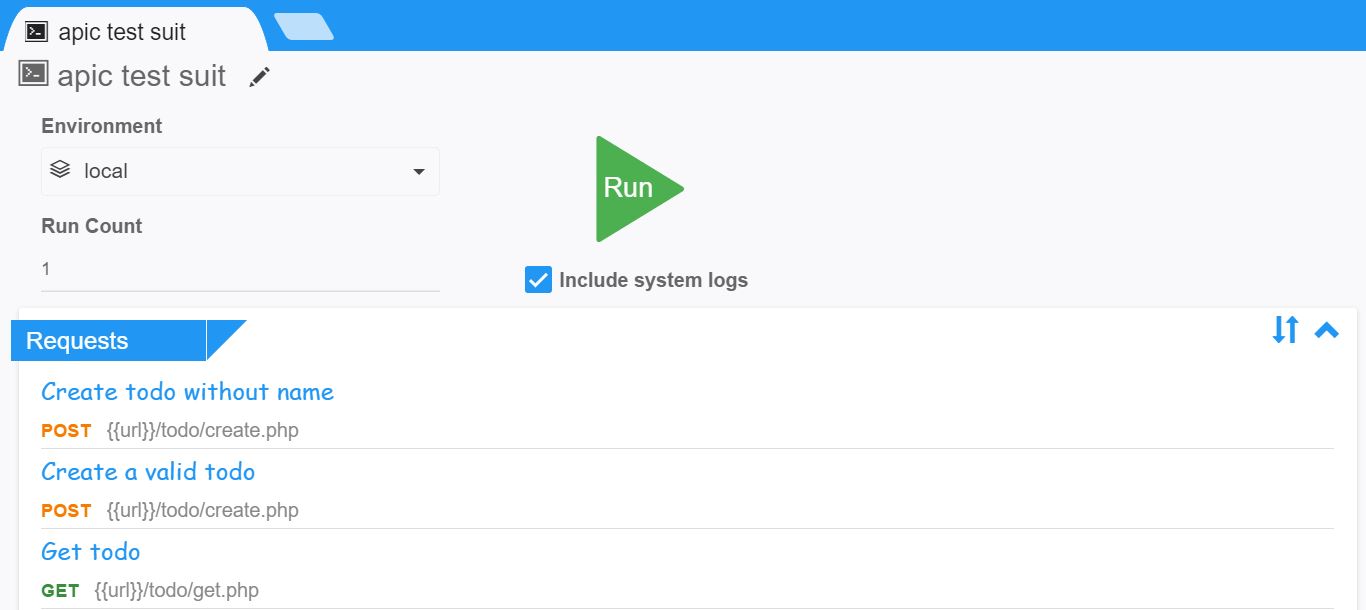 apic test suit
apic test suit
Environment
local
Run Count
1
Run
Include system logs
Requests
Create todo without name
POST {{url}}/todo/create.php
Create a valid todo
POST {{url}}/todo/create.php
Get todo
GET {{url}}/todo/get.php